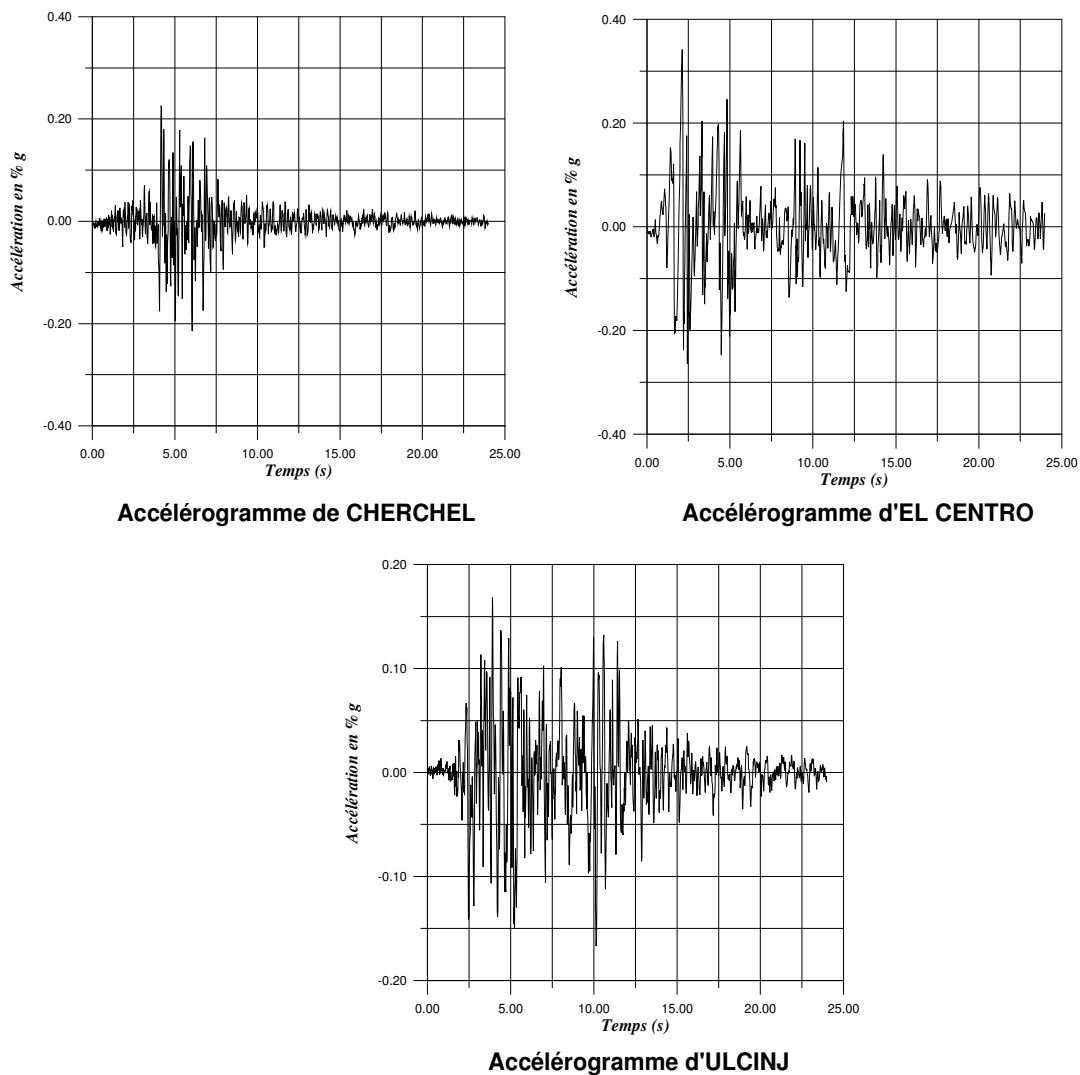 0.40
0.20
0.00
-0.20
-0.40
Accélération en % g
0.00 5.00 10.00 15.00 20.00 25.00
Temps (s)
Accélérogramme de CHERCHEL
0.40
0.20
0.00
-0.20
-0.40
Accélération en % g
0.00 5.00 10.00 15.00 20.00 25.00
Temps (s)
Accélérogramme d'EL CENTRO
0.20
0.10
0.00
-0.10
-0.20
Accélération en % g
0.00 5.00 10.00 15.00 20.00 25.00
Temps (s)
Accélérogramme d'ULCINJ